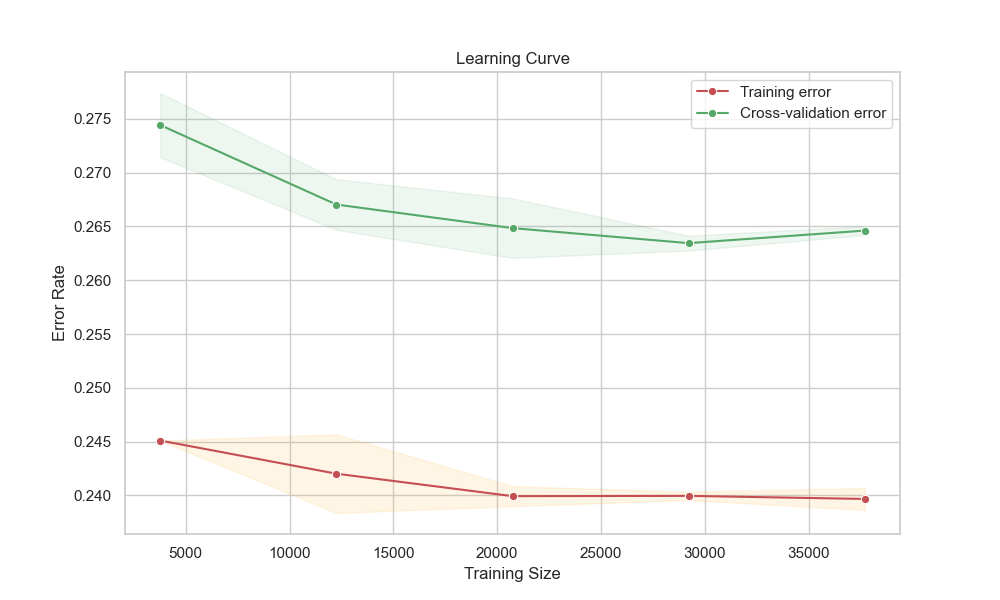 Learning Curve
Training error
Cross-validation error
0.275
0.270
0.265
0.260
0.255
0.250
0.245
0.240
Error Rate
5000 10000 15000 20000 25000 30000 35000
Training Size